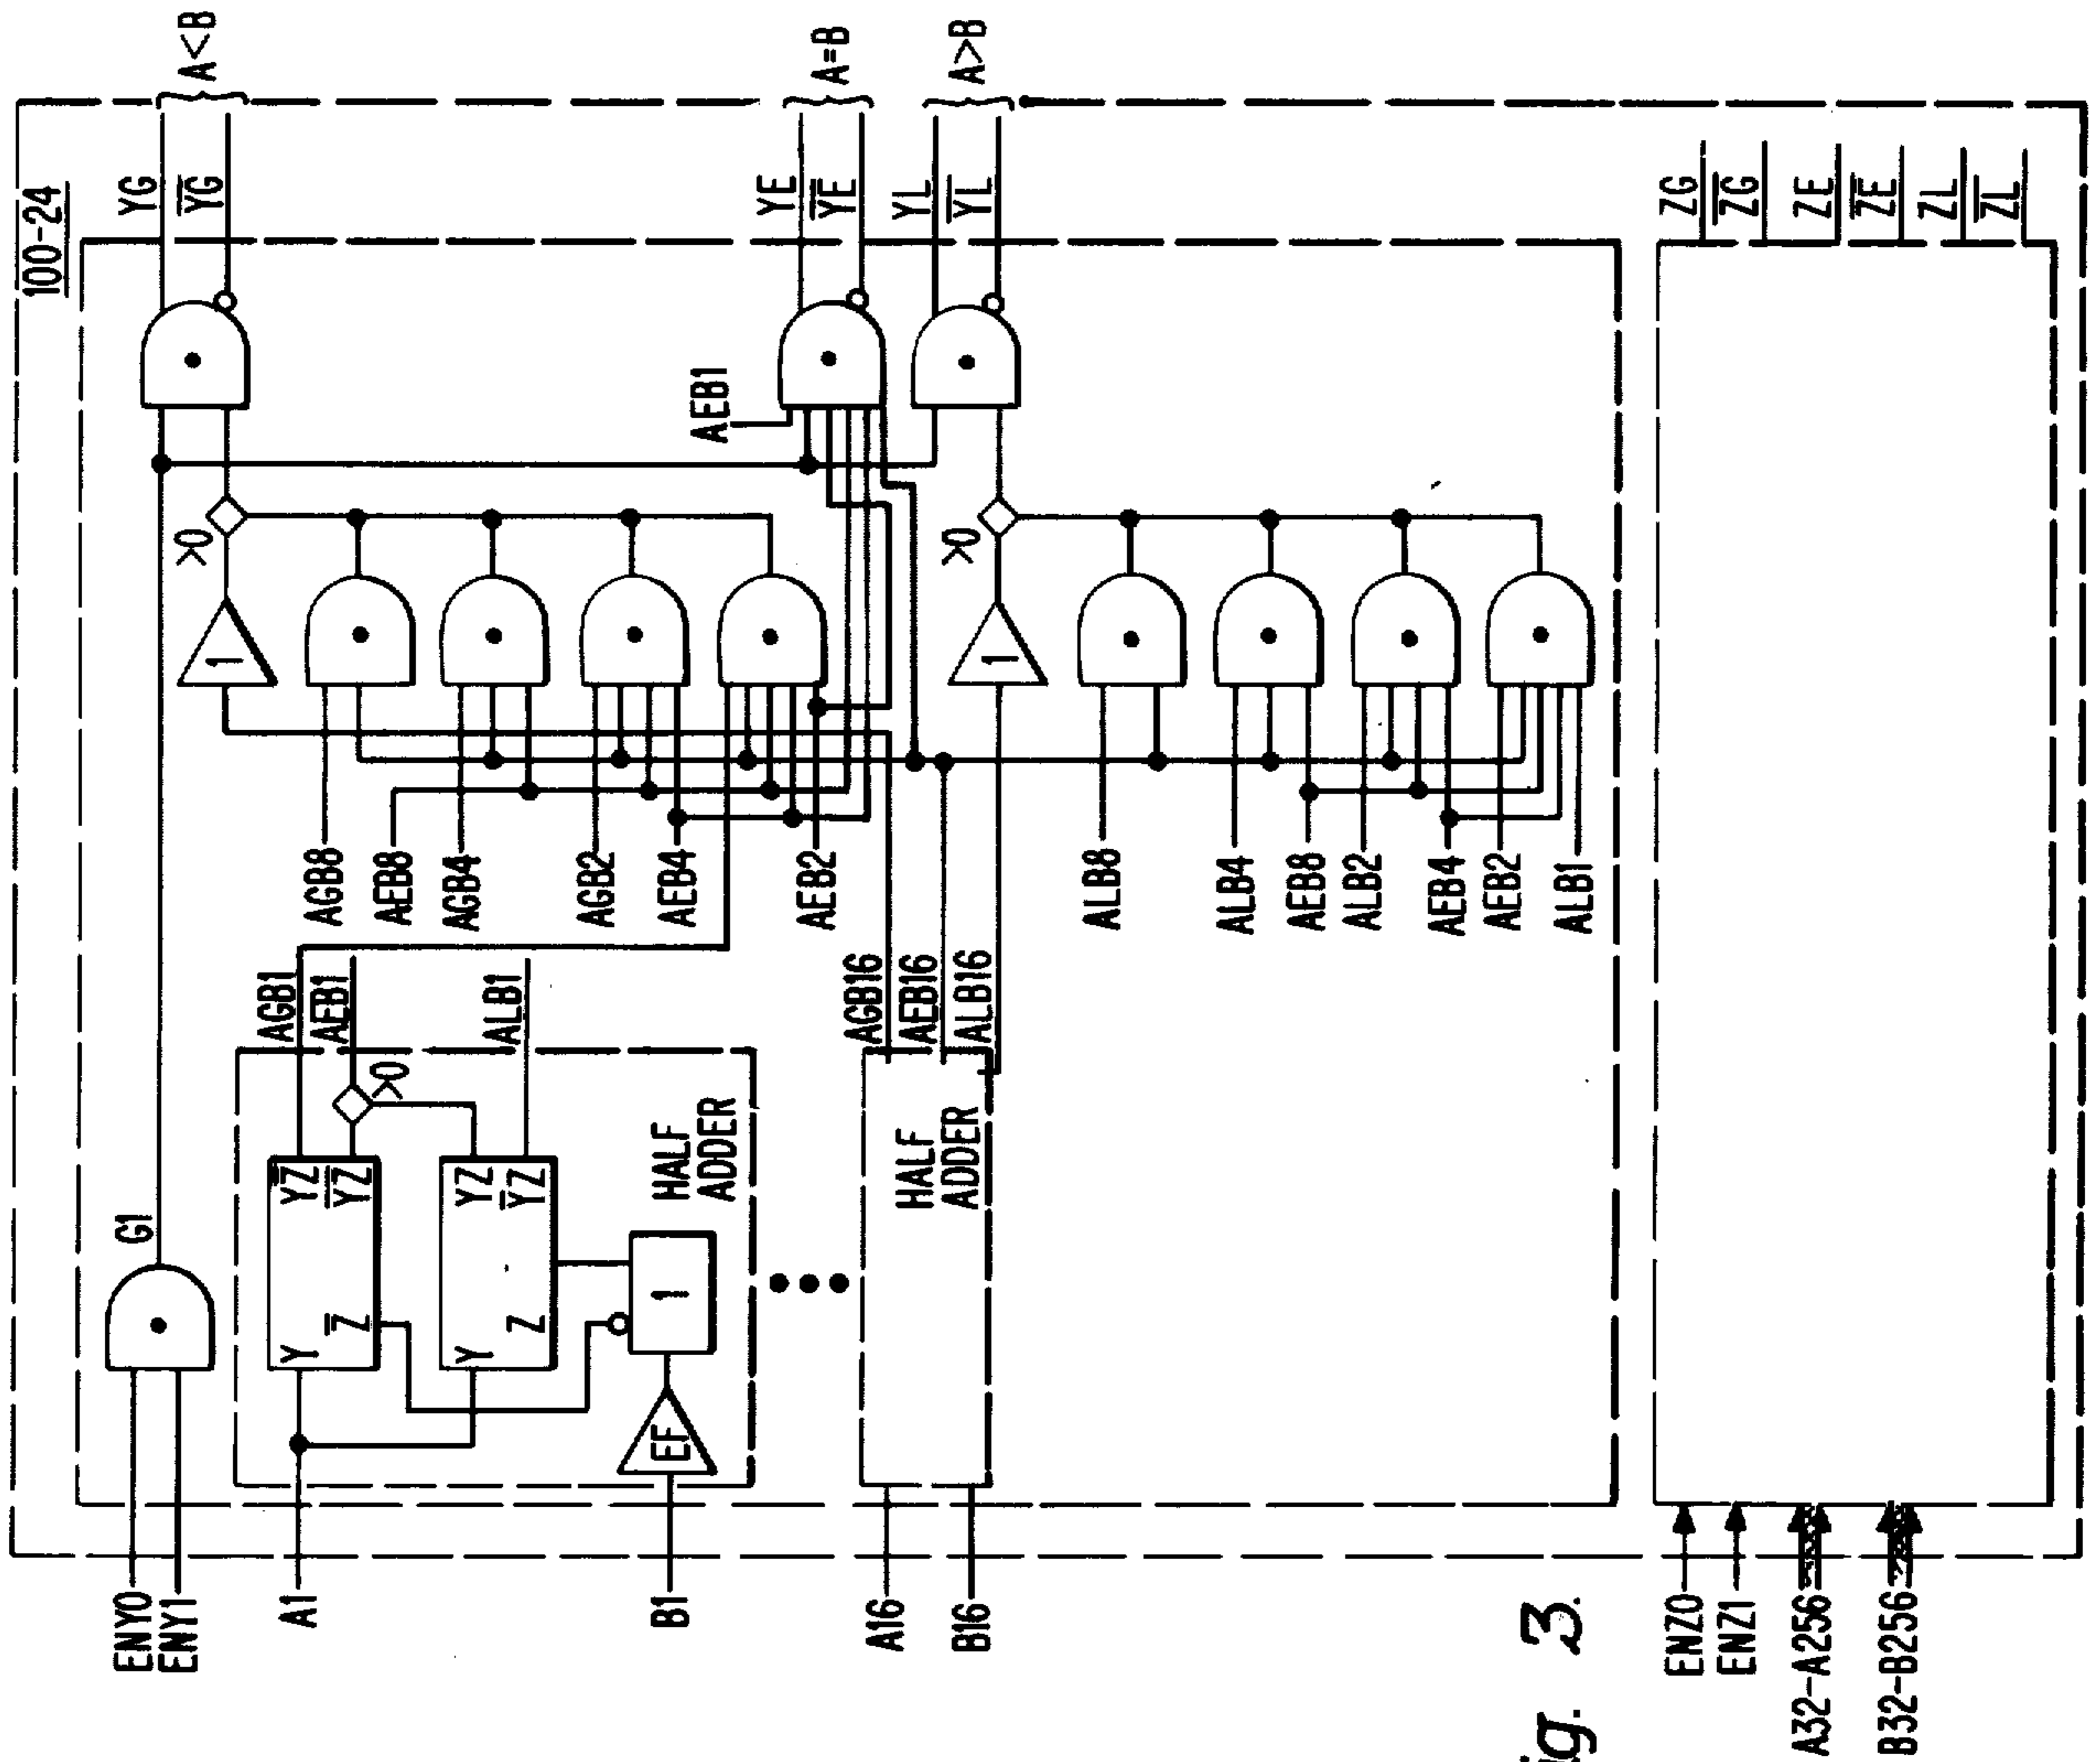 100-24
YG
YG
A<B
YE
YE
A=B
YL
YL
A>B
ZG
ZG
ZE
ZE
ZL
ZL
AEB1
>0
>0
1
1
AGB8
AEB8
AGB4
AGB2
AEB4
AEB2
ALB8
ALB4
AEB8
ALB2
AEB4
AEB2
ALB1
AGB1
AEB1
ALB1
AGB16
AEB16
ALB16
>0
G1
Y
Z
YZ
YZ
Y
Z
YZ
YZ
HALF
ADDER
1
EF
HALF
ADDER
ENY0
ENY1
A1
B1
A16
B16
ENZ0
ENZ1
A32-A256
B32-B256
ig. 3.